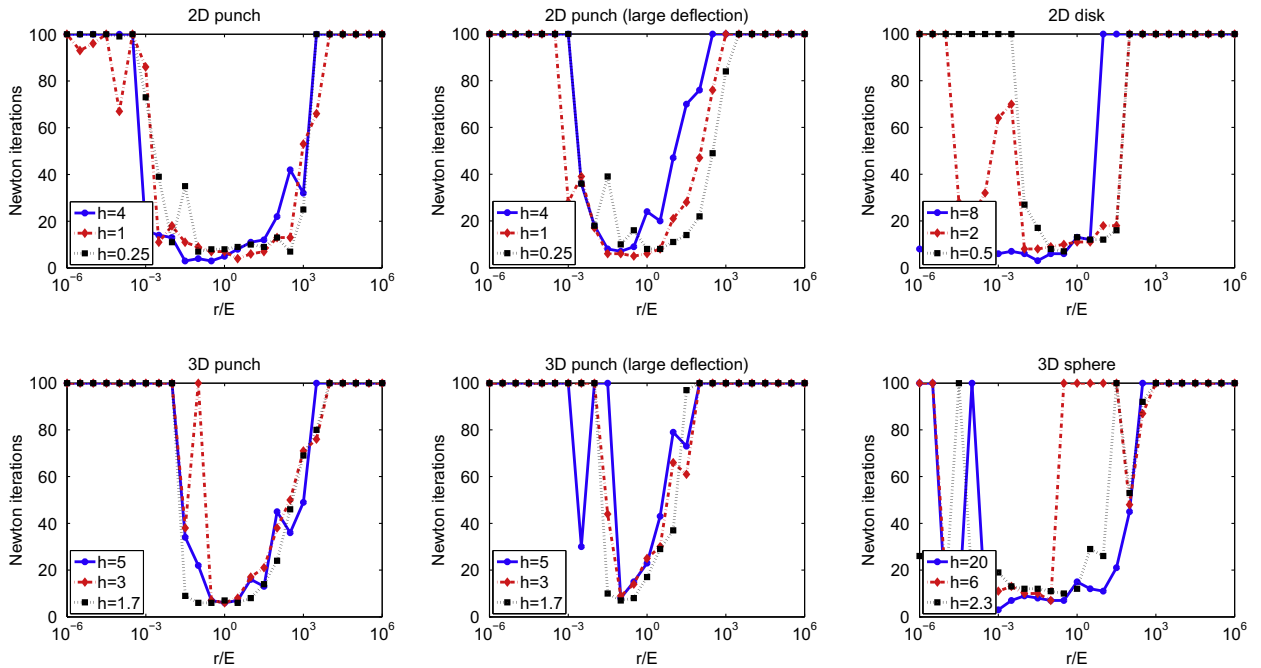 2D punch
Newton iterations
100
80
60
40
20
0
h=4
h=1
h=0.25
10^−6
10^−3
10^0
10^3
10^6
r/E
2D punch (large deflection)
Newton iterations
100
80
60
40
20
0
h=4
h=1
h=0.25
10^−6
10^−3
10^0
10^3
10^6
r/E
2D disk
Newton iterations
100
80
60
40
20
0
h=8
h=2
h=0.5
10^−6
10^−3
10^0
10^3
10^6
r/E
3D punch
Newton iterations
100
80
60
40
20
0
h=5
h=3
h=1.7
10^−6
10^−3
10^0
10^3
10^6
r/E
3D punch (large deflection)
Newton iterations
100
80
60
40
20
0
h=5
h=3
h=1.7
10^−6
10^−3
10^0
10^3
10^6
r/E
3D sphere
Newton iterations
100
80
60
40
20
0
h=20
h=6
h=2.3
10^−6
10^−3
10^0
10^3
10^6
r/E